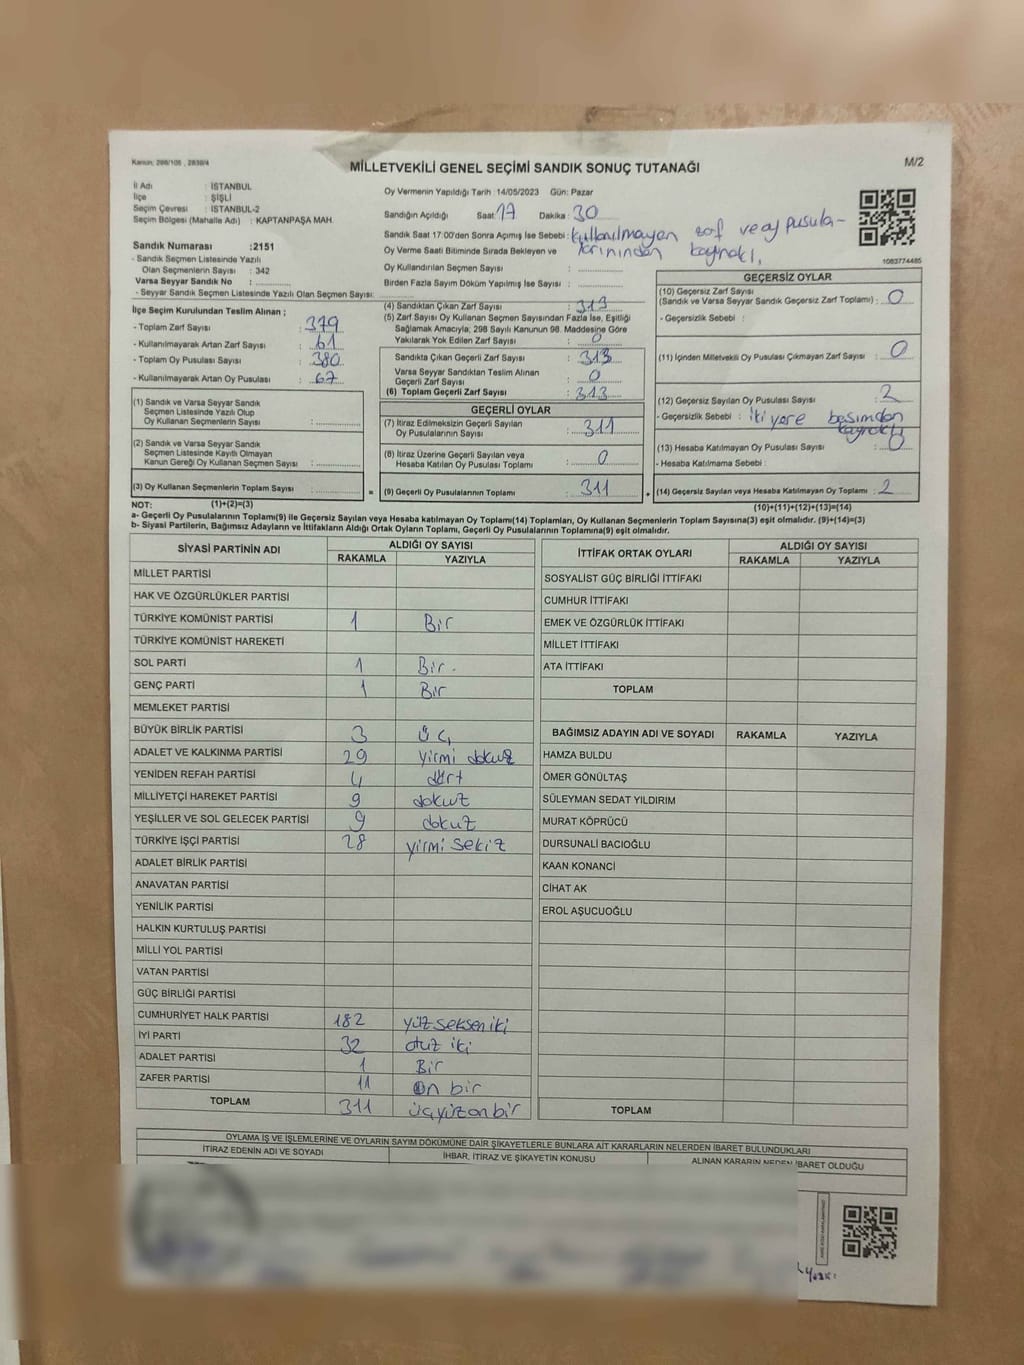 Kanun: 298/105 , 2839/4
MİLLETVEKİLİ GENEL SEÇİMİ SANDIK SONUÇ TUTANAĞI
M/2
İl Adı : İSTANBUL
İlçe : ŞİŞLİ
Seçim Çevresi : İSTANBUL-2
Seçim Bölgesi (Mahalle Adı) : KAPTANPAŞA MAH.
Sandık Numarası :2151
- Sandık Seçmen Listesinde Yazılı
Olan Seçmenlerin Sayısı : 342
Varsa Seyyar Sandık No :
- Seyyar Sandık Seçmen Listesinde Yazılı Olan Seçmen Sayısı:
İlçe Seçim Kurulundan Teslim Alınan ;
- Toplam Zarf Sayısı : 379
- Kullanılmayarak Artan Zarf Sayısı : 61
- Toplam Oy Pusulası Sayısı : 380
- Kullanılmayarak Artan Oy Pusulası : 67
Oy Vermenin Yapıldığı Tarih :14/05/2023 Gün: Pazar
Sandığın Açıldığı Saat: 17 Dakika : 30
Sandık Saat 17:00'den Sonra Açmış İse Sebebi : kullanılmayan zarf ve oy pusula-
larınından kaynaklı.
Oy Verme Saati Bitiminde Sırada Bekleyen ve
Oy Kullandırılan Seçmen Sayısı :
Birden Fazla Sayım Döküm Yapılmış İse Sayısı :
(4) Sandıktan Çıkan Zarf Sayısı : 313
(5) Zarf Sayısı Oy Kullanan Seçmen Sayısından Fazla İse, Eşitliği
Sağlamak Amacıyla; 298 Sayılı Kanunun 98. Maddesine Göre
Yakılarak Yok Edilen Zarf Sayısı : 0
Sandıkta Çıkan Geçerli Zarf Sayısı : 313
Varsa Seyyar Sandıktan Teslim Alınan
Geçerli Zarf Sayısı : 0
(6) Toplam Geçerli Zarf Sayısı : 313
1083774485
GEÇERSİZ OYLAR
(10) Geçersiz Zarf Sayısı
(Sandık ve Varsa Seyyar Sandık Geçersiz Zarf Toplamı) : 0
- Geçersizlik Sebebi :
(11) İçinden Milletvekili Oy Pusulası Çıkmayan Zarf Sayısı : 0
(12) Geçersiz Sayılan Oy Pusulası Sayısı : 2
- Geçersizlik Sebebi : iki yere basımdan
kaynaklı
(13) Hesaba Katılmayan Oy Pusulası Sayısı : 0
- Hesaba Katılmama Sebebi :
(14) Geçersiz Sayılan veya Hesaba Katılmayan Oy Toplamı : 2
(10)+(11)+(12)+(13)=(14)
(1) Sandık ve Varsa Seyyar Sandık
Seçmen Listesinde Yazılı Olup
Oy Kullanan Seçmenlerin Sayısı :
(2) Sandık ve Varsa Seyyar Sandık
Seçmen Listesinde Kayıtlı Olmayan
Kanun Gereği Oy Kullanan Seçmen Sayısı :
(3) Oy Kullanan Seçmenlerin Toplam Sayısı :
(1)+(2)=(3)
GEÇERLİ OYLAR
(7) İtiraz Edilmeksizin Geçerli Sayılan
Oy Pusulalarının Sayısı : 311
(8) İtiraz Üzerine Geçerli Sayılan veya
Hesaba Katılan Oy Pusulası Toplamı : 0
= (9) Geçerli Oy Pusulalarının Toplamı : 311 +
NOT:
a- Geçerli Oy Pusulalarının Toplamı(9) ile Geçersiz Sayılan veya Hesaba katılmayan Oy Toplamı(14) Toplamları, Oy Kullanan Seçmenlerin Toplam Sayısına(3) eşit olmalıdır. (9)+(14)=(3)
b- Siyasi Partilerin, Bağımsız Adayların ve İttifakların Aldığı Ortak Oyların Toplamı, Geçerli Oy Pusulalarının Toplamına(9) eşit olmalıdır.
SİYASİ PARTİNİN ADI ALDIĞI OY SAYISI
RAKAMLA YAZIYLA
MİLLET PARTİSİ
HAK VE ÖZGÜRLÜKLER PARTİSİ
TÜRKİYE KOMÜNİST PARTİSİ 1 Bir
TÜRKİYE KOMÜNİST HAREKETİ
SOL PARTİ 1 Bir.
GENÇ PARTİ 1 Bir
MEMLEKET PARTİSİ
BÜYÜK BİRLİK PARTİSİ 3 üç
ADALET VE KALKINMA PARTİSİ 29 yirmi dokuz
YENİDEN REFAH PARTİSİ 4 dört
MİLLİYETÇİ HAREKET PARTİSİ 9 dokuz
YEŞİLLER VE SOL GELECEK PARTİSİ 9 dokuz
TÜRKİYE İŞÇİ PARTİSİ 28 yirmi sekiz
ADALET BİRLİK PARTİSİ
ANAVATAN PARTİSİ
YENİLİK PARTİSİ
HALKIN KURTULUŞ PARTİSİ
MİLLİ YOL PARTİSİ
VATAN PARTİSİ
GÜÇ BİRLİĞİ PARTİSİ
CUMHURİYET HALK PARTİSİ 182 yüz seksen iki
İYİ PARTİ 32 otuz iki
ADALET PARTİSİ 1 Bir
ZAFER PARTİSİ 11 on bir
TOPLAM 311 üçyüzonbir
İTTİFAK ORTAK OYLARI ALDIĞI OY SAYISI
RAKAMLA YAZIYLA
SOSYALİST GÜÇ BİRLİĞİ İTTİFAKI
CUMHUR İTTİFAKI
EMEK VE ÖZGÜRLÜK İTTİFAKI
MİLLET İTTİFAKI
ATA İTTİFAKI
TOPLAM
BAĞIMSIZ ADAYIN ADI VE SOYADI RAKAMLA YAZIYLA
HAMZA BULDU
ÖMER GÖNÜLTAŞ
SÜLEYMAN SEDAT YILDIRIM
MURAT KÖPRÜCÜ
DURSUNALİ BACIOĞLU
KAAN KONANCİ
CİHAT AK
EROL AŞUCUOĞLU
TOPLAM
OYLAMA İŞ VE İŞLEMLERİNE VE OYLARIN SAYIM DÖKÜMÜNE DAİR ŞİKAYETLERLE BUNLARA AİT KARARLARIN NELERDEN İBARET BULUNDUKLARI
İTİRAZ EDENİN ADI VE SOYADI İHBAR, İTİRAZ VE ŞİKAYETİN KONUSU ALINAN KARARIN NEDEN İBARET OLDUĞU